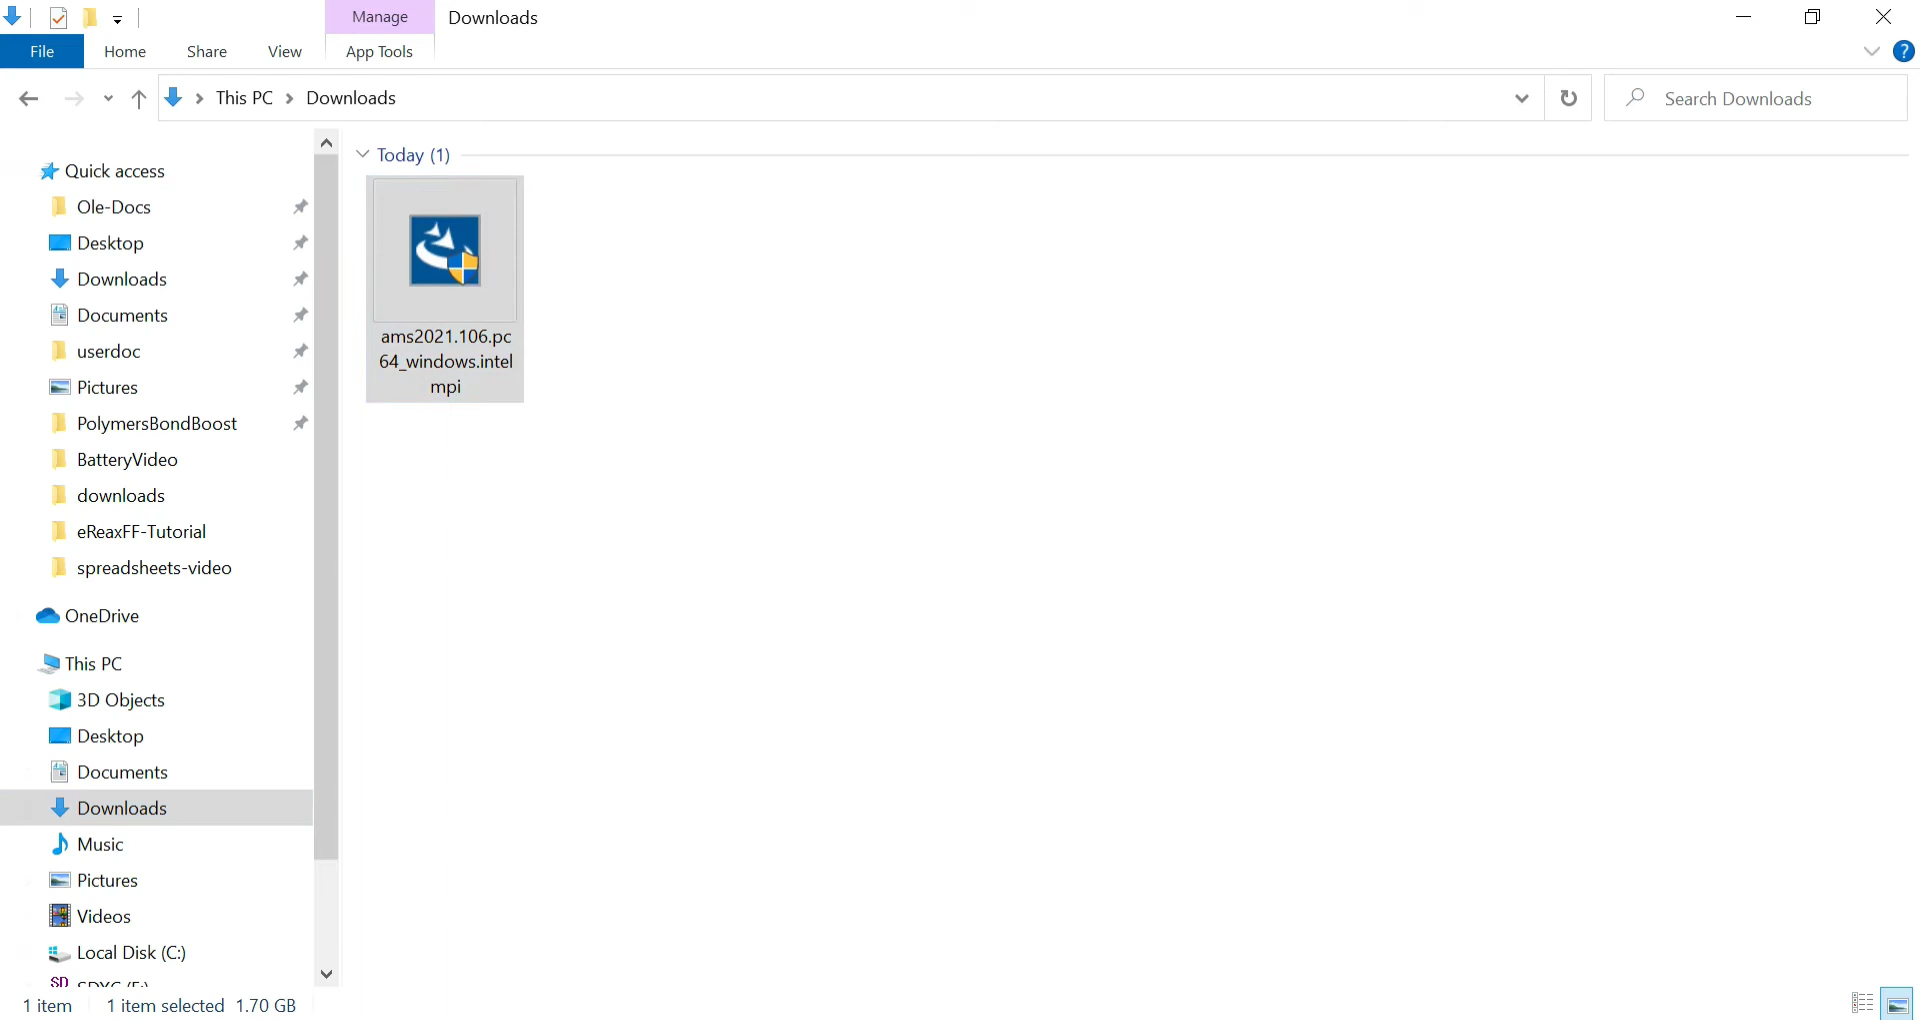 Manage
Downloads
File
Home
Share
View
App Tools
?
This PC
Downloads
Search Downloads
Quick access
Ole-Docs
Desktop
Downloads
Documents
userdoc
Pictures
PolymersBondBoost
BatteryVideo
downloads
eReaxFF-Tutorial
spreadsheets-video
OneDrive
This PC
3D Objects
Desktop
Documents
Downloads
Music
Pictures
Videos
Local Disk (C:)
SD
Today (1)
ams2021.106.pc
64_windows.intel
mpi
1 item
1 item selected 1.70 GB